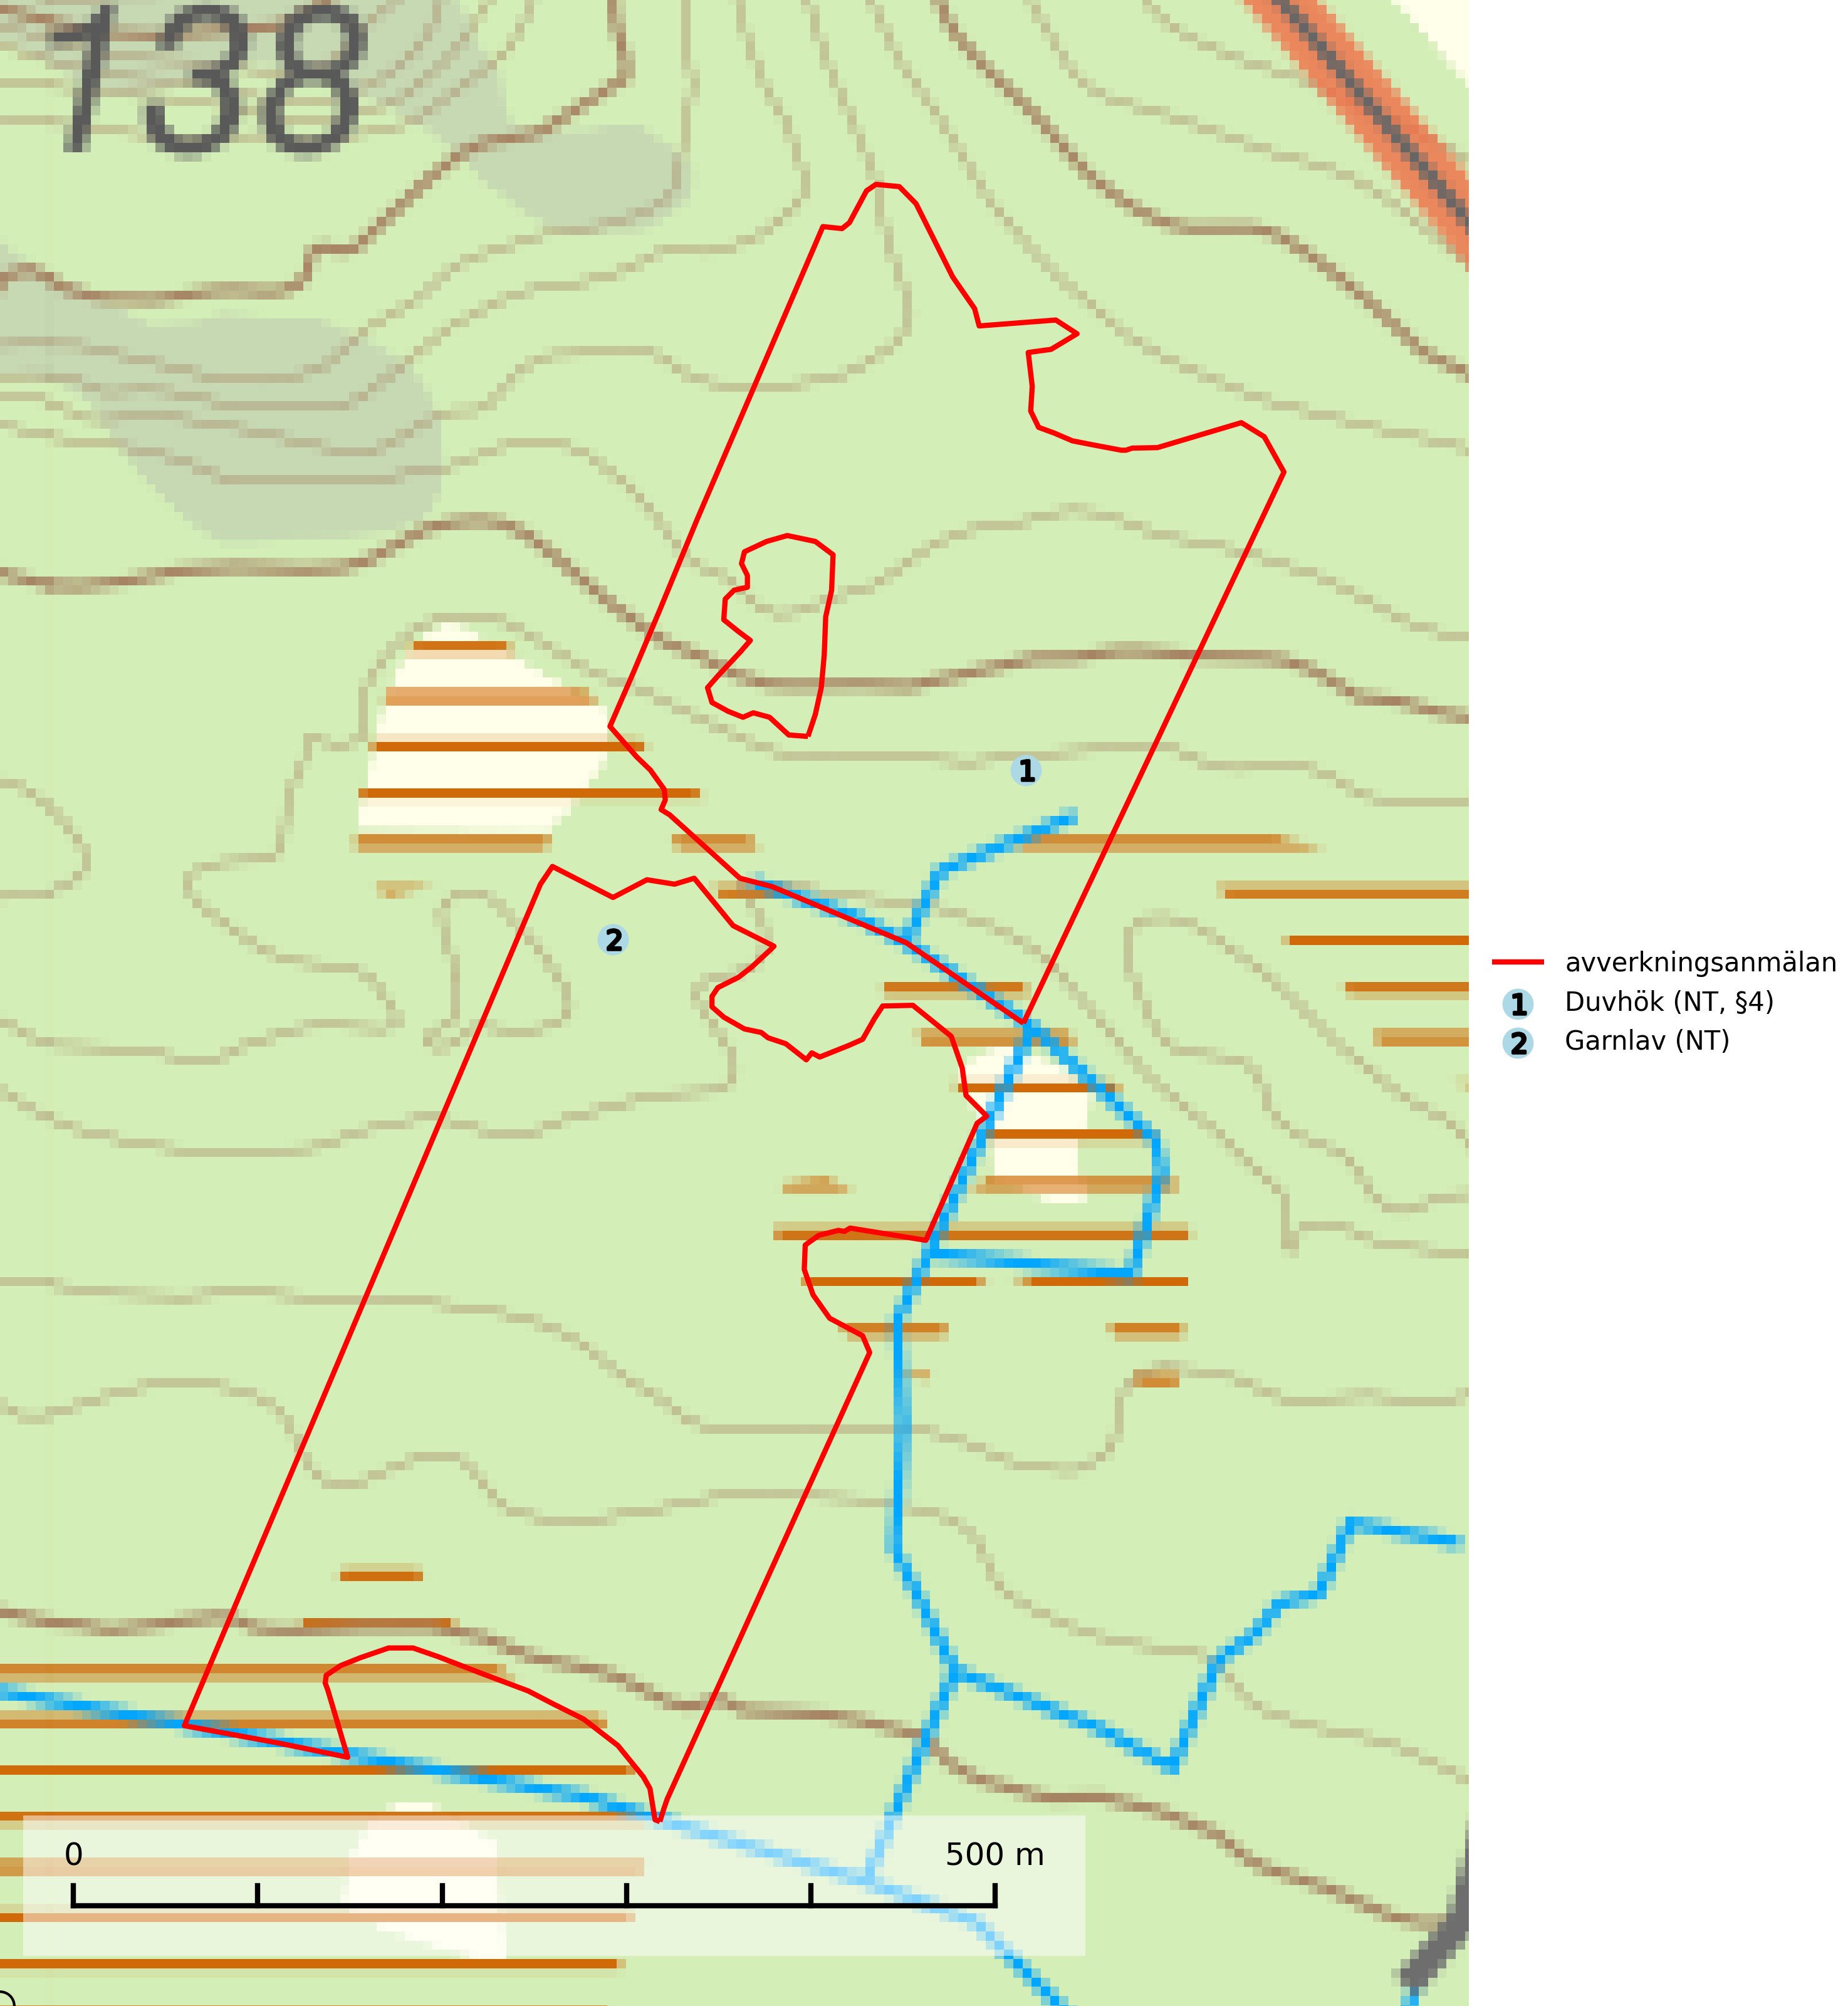 138
1
2
avverkningsanmälan
1 Duvhök (NT, §4)
2 Garnlav (NT)
0 500 m